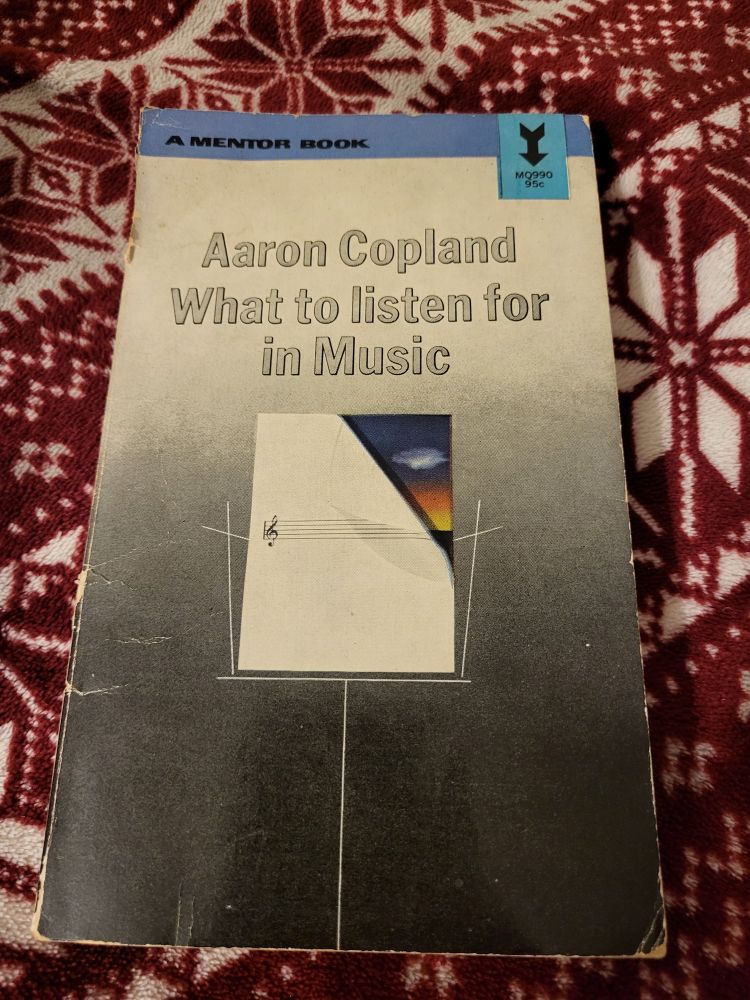 A MENTOR BOOK
MQ990
95c
Aaron Copland
What to listen for
in Music